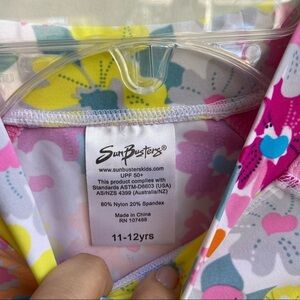 SunBusters®
www.sunbusterskids.com
UPF 50+
This product complies with
Standards ASTM-D6603 (USA)
AS/NZS 4399 (Australia/NZ)
80% Nylon 20% Spandex
Made in China
RN 107468
11-12yrs